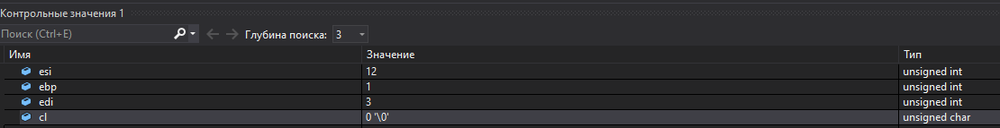 Контрольные значения 1
Поиск (Ctrl+E) Глубина поиска: 3
Имя Значение Тип
esi 12 unsigned int
ebp 1 unsigned int
edi 3 unsigned int
cl 0 '\0' unsigned char